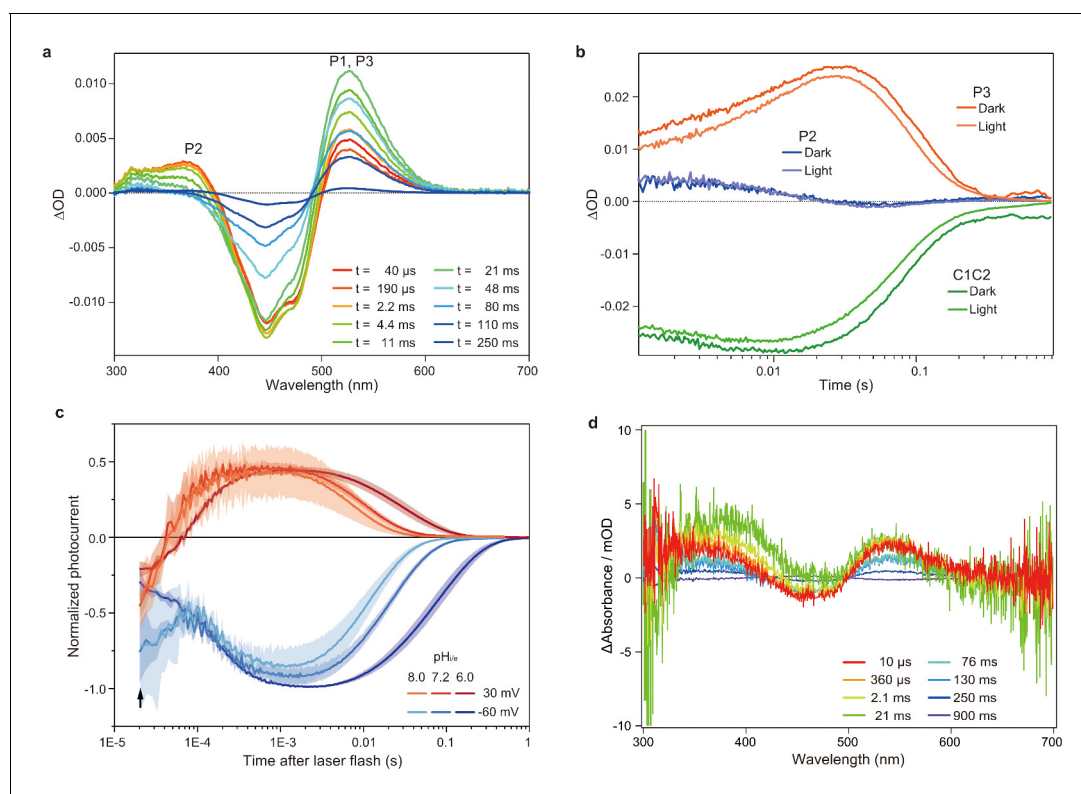 a
P1, P3
P2
0.010
0.005
0.000
-0.005
-0.010
ΔOD
t = 40 µs
t = 190 µs
t = 2.2 ms
t = 4.4 ms
t = 11 ms
t = 21 ms
t = 48 ms
t = 80 ms
t = 110 ms
t = 250 ms
300 400 500 600 700
Wavelength (nm)
b
0.02
0.01
0.00
-0.01
-0.02
ΔOD
P3
Dark
Light
P2
Dark
Light
C1C2
Dark
Light
0.01 0.1
Time (s)
c
0.5
0.0
-0.5
-1.0
Normalized photocurrent
pHi/e
8.0 7.2 6.0
30 mV
-60 mV
1E-5 1E-4 1E-3 0.01 0.1 1
Time after laser flash (s)
d
10
5
0
-5
-10
ΔAbsorbance / mOD
10 µs
360 µs
2.1 ms
21 ms
76 ms
130 ms
250 ms
900 ms
300 400 500 600 700
Wavelength (nm)